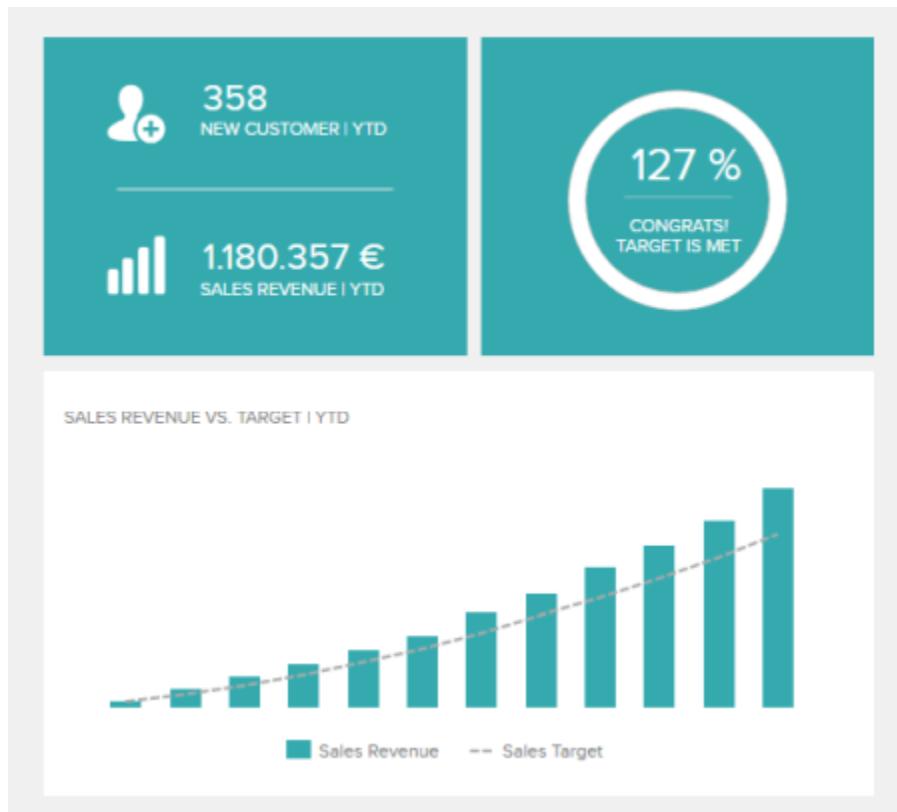 358
NEW CUSTOMER | YTD
1.180.357 €
SALES REVENUE | YTD
127 %
CONGRATS!
TARGET IS MET
SALES REVENUE VS. TARGET | YTD
Sales Revenue
Sales Target